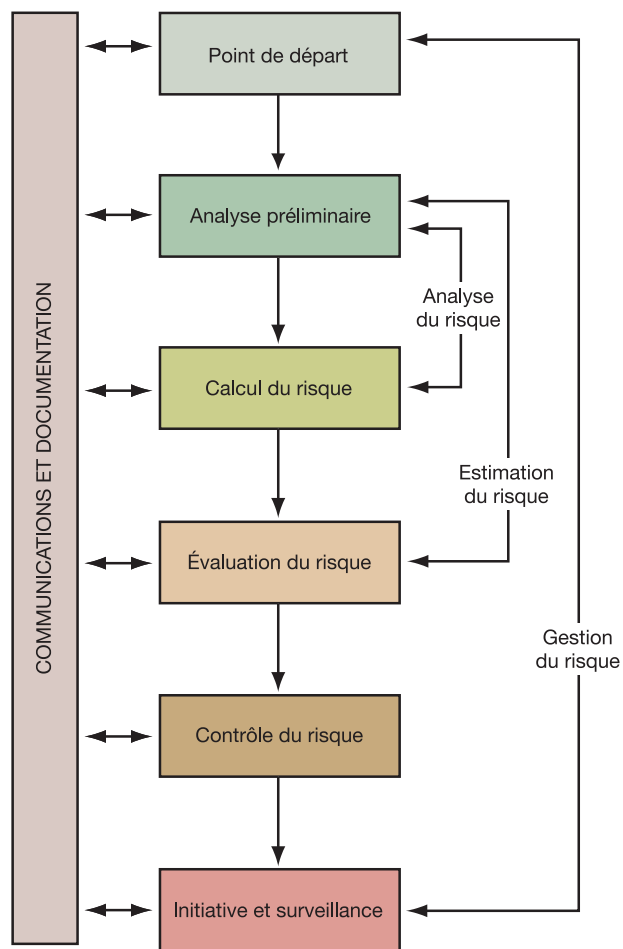 Point de départ
Analyse préliminaire
Analyse
du risque
Calcul du risque
Estimation
du risque
Évaluation du risque
Gestion
du risque
Contrôle du risque
Initiative et surveillance
COMMUNICATIONS ET DOCUMENTATION